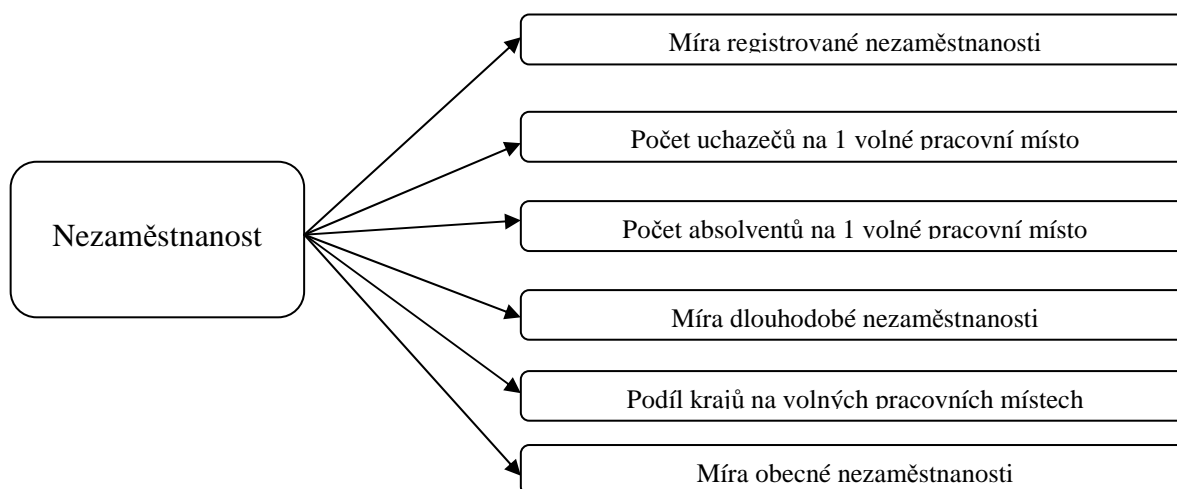 Míra registrované nezaměstnanosti
Počet uchazečů na 1 volné pracovní místo
Nezaměstnanost
Počet absolventů na 1 volné pracovní místo
Míra dlouhodobé nezaměstnanosti
Podíl krajů na volných pracovních místech
Míra obecné nezaměstnanosti